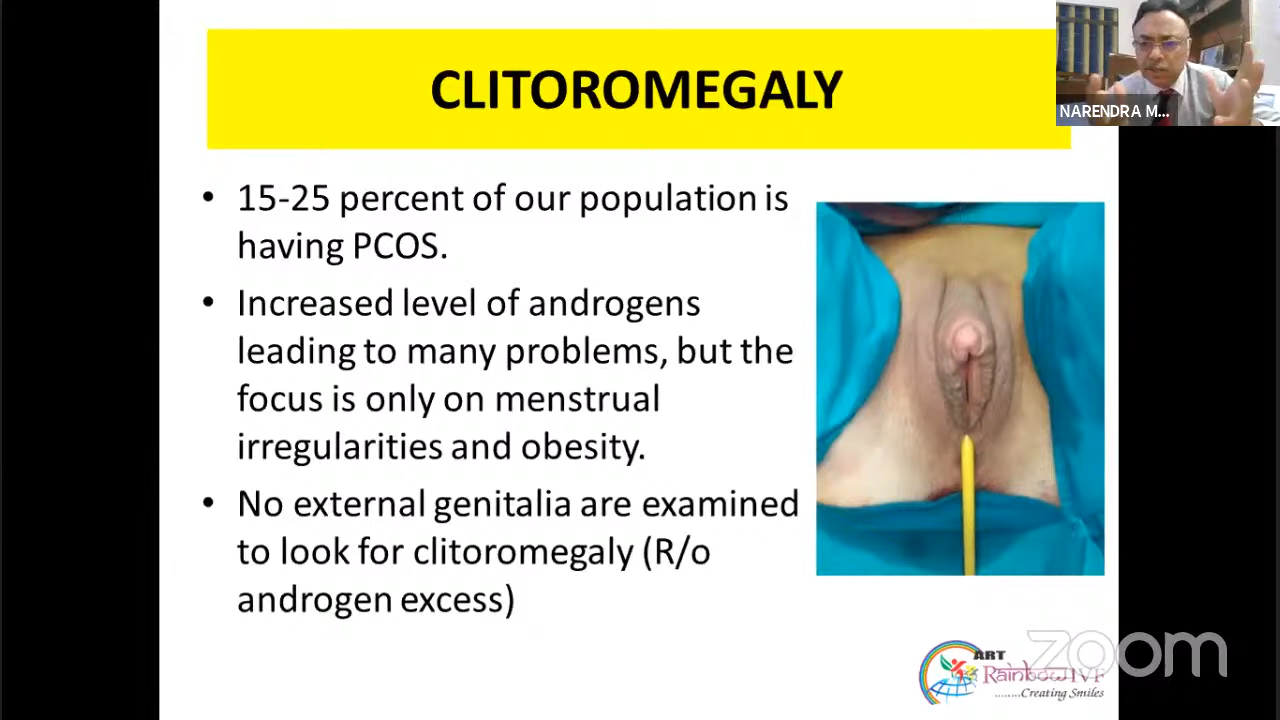 CLITOROMEGALY
NARENDRA M...
• 15-25 percent of our population is
having PCOS.
• Increased level of androgens
leading to many problems, but the
focus is only on menstrual
irregularities and obesity.
• No external genitalia are examined
to look for clitoromegaly (R/o
androgen excess)
ART
Rainbow IVF
.......Creating Smiles
zoom